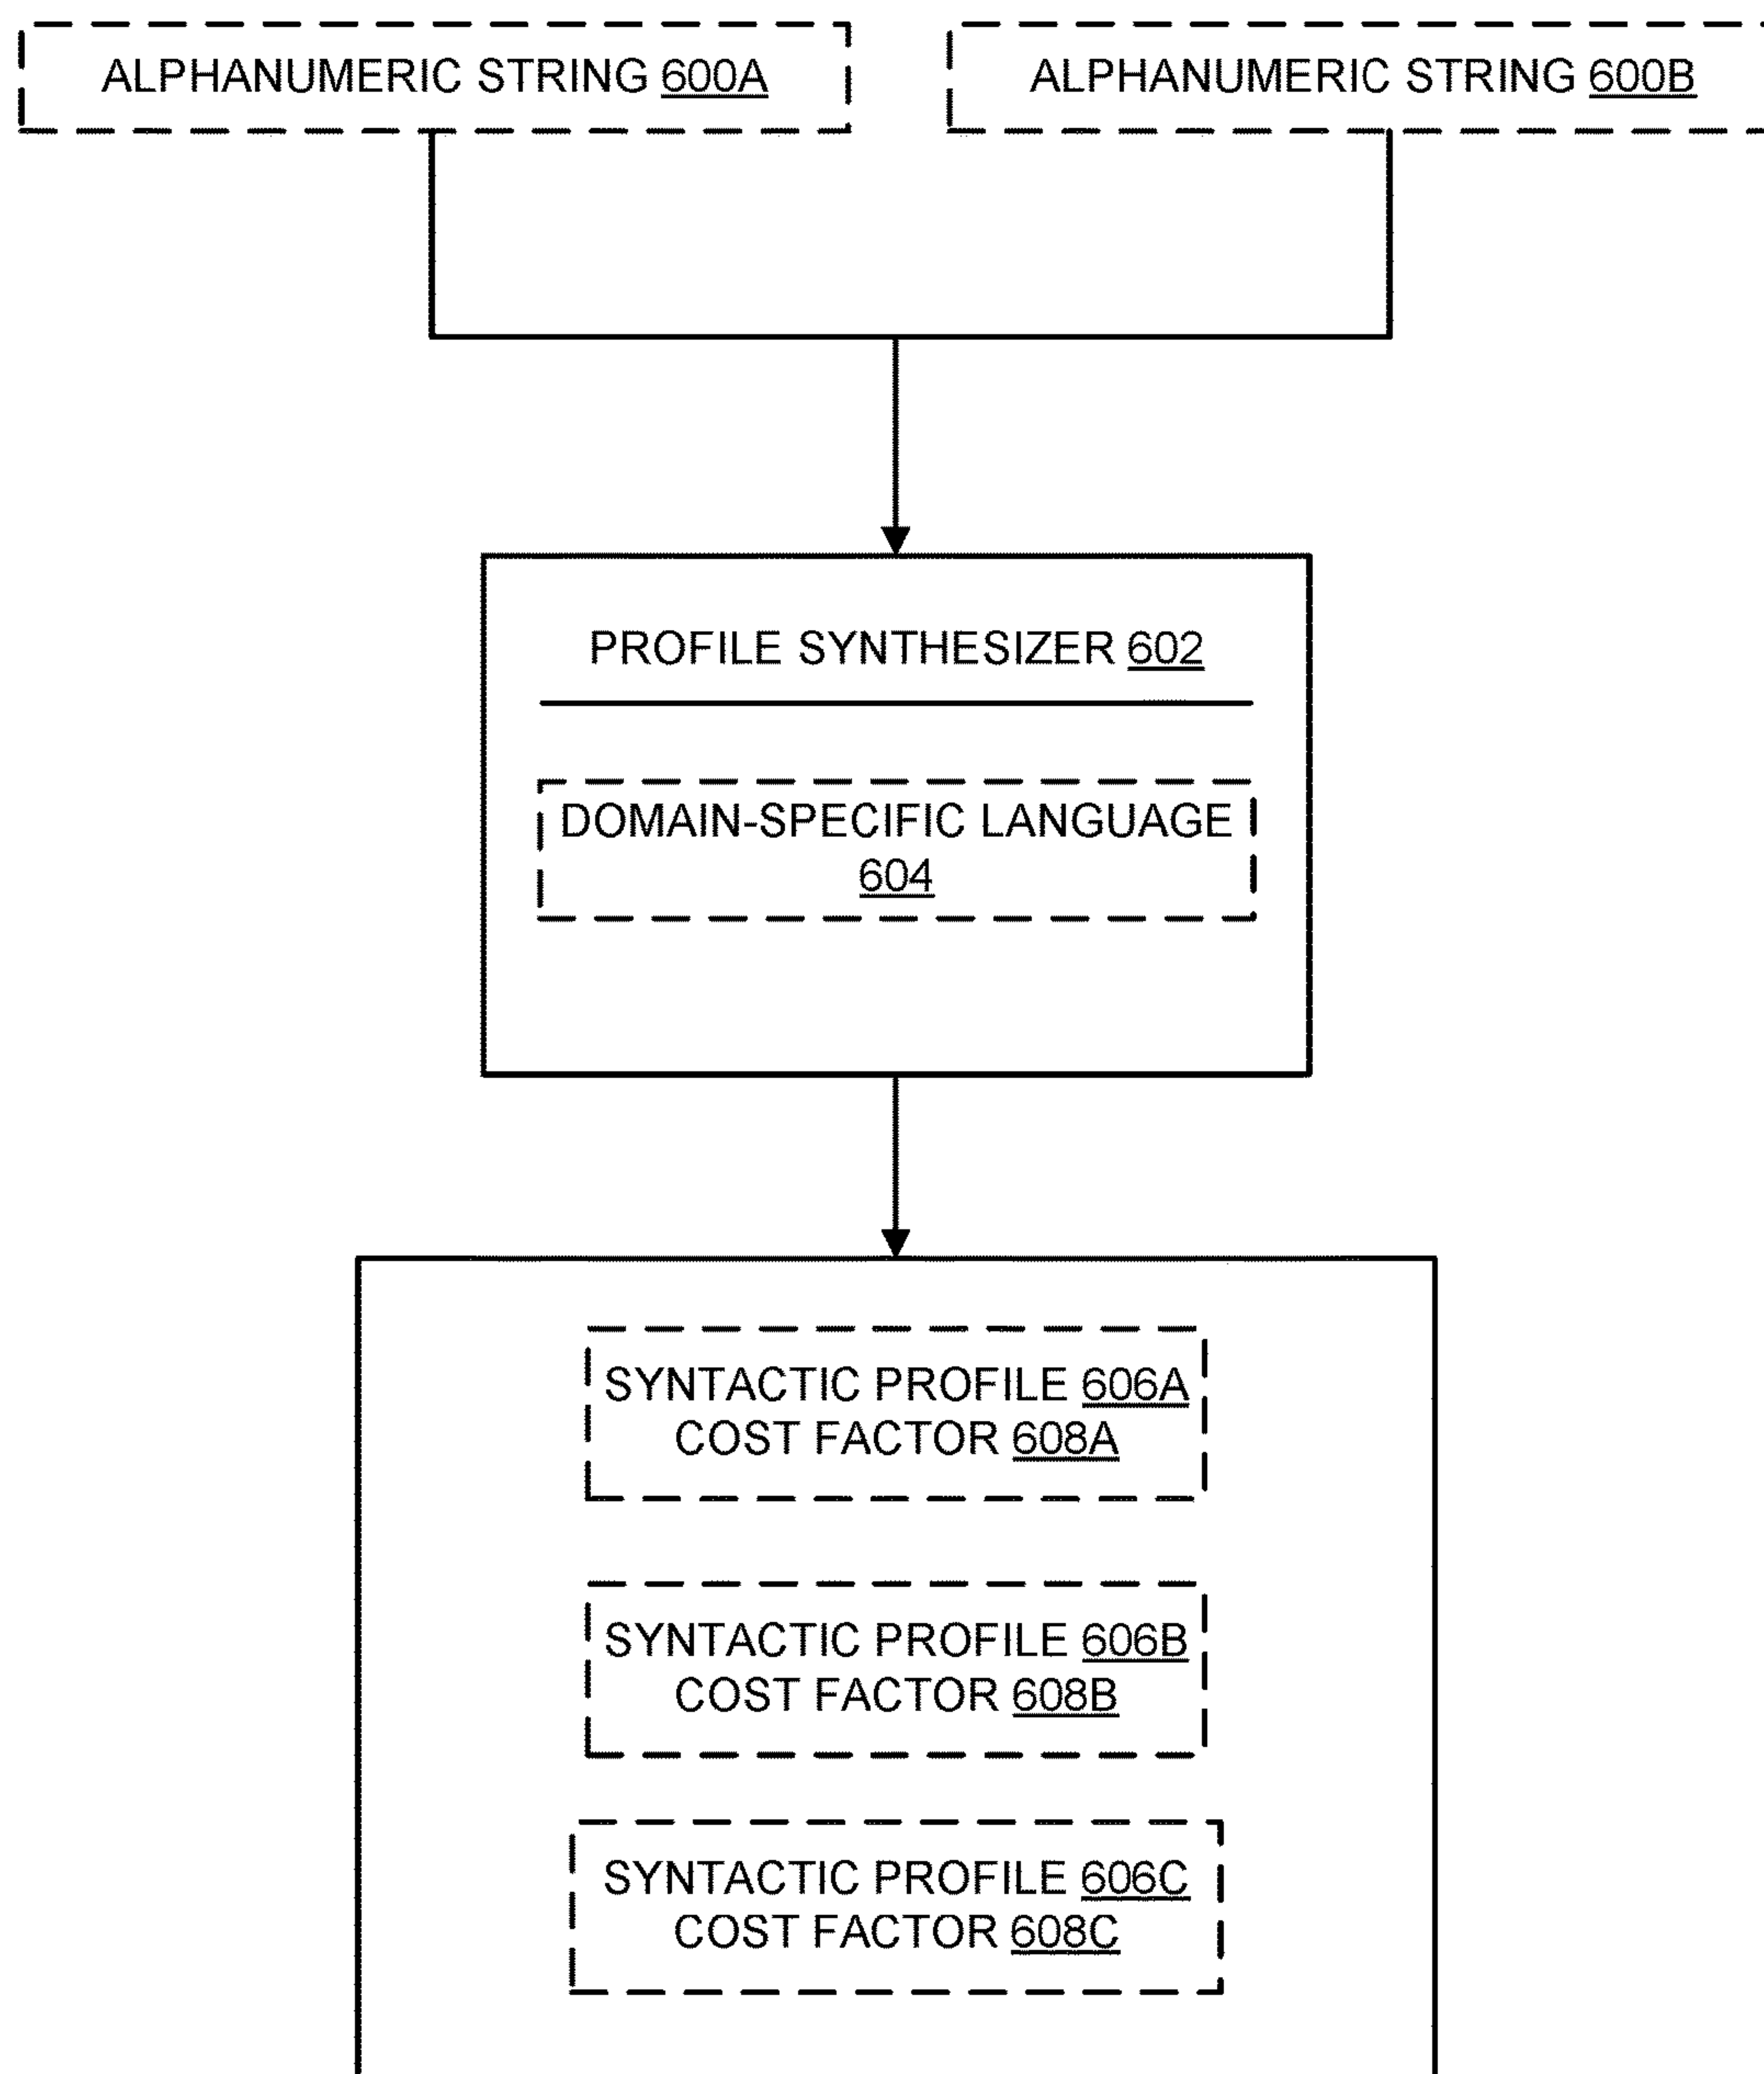 ALPHANUMERIC STRING 600A
ALPHANUMERIC STRING 600B
PROFILE SYNTHESIZER 602
DOMAIN-SPECIFIC LANGUAGE
604
SYNTACTIC PROFILE 606A
COST FACTOR 608A
SYNTACTIC PROFILE 606B
COST FACTOR 608B
SYNTACTIC PROFILE 606C
COST FACTOR 608C